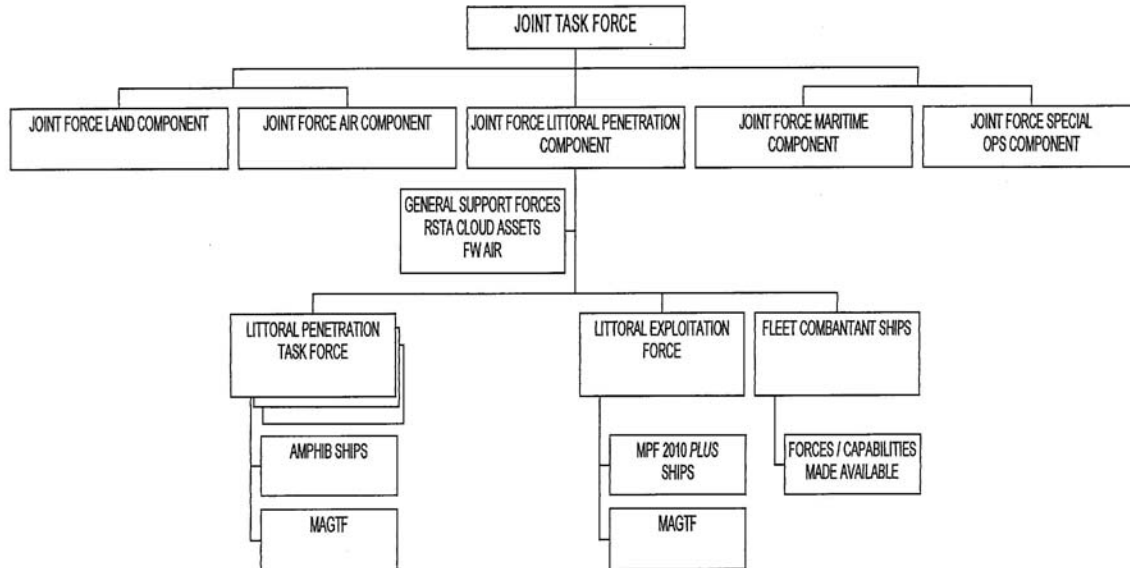 JOINT TASK FORCE
JOINT FORCE LAND COMPONENT
JOINT FORCE AIR COMPONENT
JOINT FORCE LITTORAL PENETRATION
COMPONENT
JOINT FORCE MARITIME
COMPONENT
JOINT FORCE SPECIAL
OPS COMPONENT
GENERAL SUPPORT FORCES
RSTA CLOUD ASSETS
FW AIR
LITTORAL PENETRATION
TASK FORCE
LITTORAL EXPLOITATION
FORCE
FLEET COMBANTANT SHIPS
AMPHIB SHIPS
MPF 2010 PLUS
SHIPS
FORCES / CAPABILITIES
MADE AVAILABLE
MAGTF
MAGTF